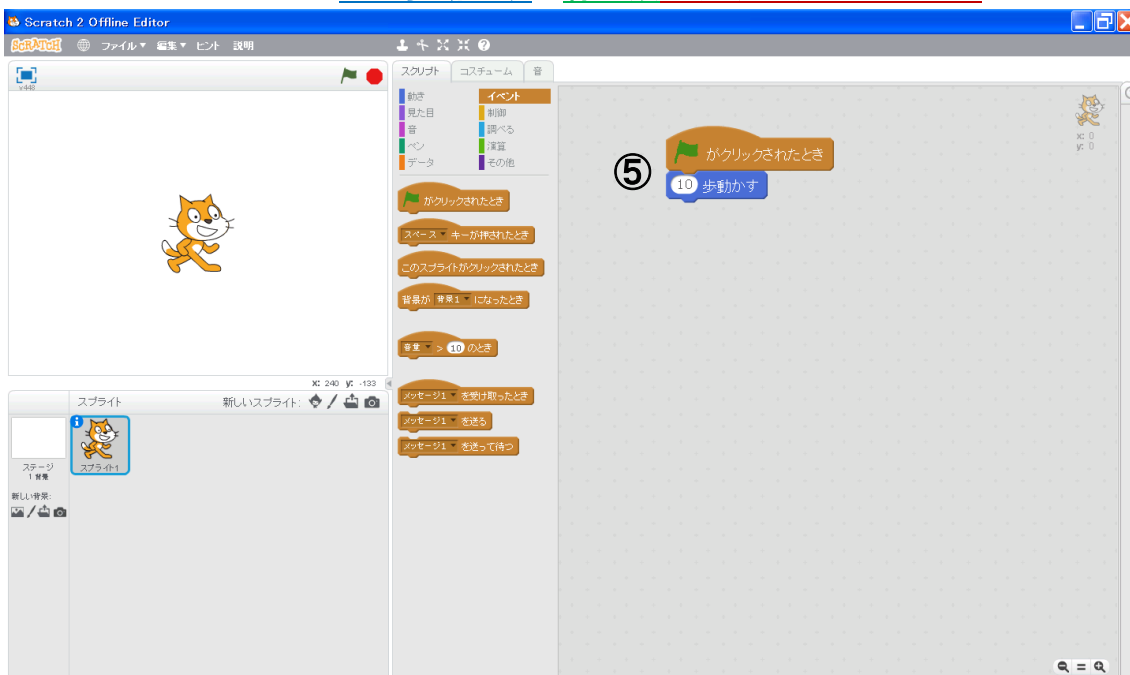 Scratch 2 Offline Editor
SCRATCH ファイル▼ 編集▼ ヒント 説明
v448
スクリプト コスチューム 音
動き イベント
見た目 制御
音 調べる
ペン 演算
データ その他
がクリックされたとき
スペース▼ キーが押されたとき
このスプライトがクリックされたとき
背景が 背景1▼ になったとき
音量▼ > 10 のとき
メッセージ1▼ を受け取ったとき
メッセージ1▼ を送る
メッセージ1▼ を送って待つ
⑤
がクリックされたとき
10 歩動かす
x: 0
y: 0
x: 240 y: -133
スプライト 新しいスプライト:
ステージ
1 背景
新しい背景:
スプライト1